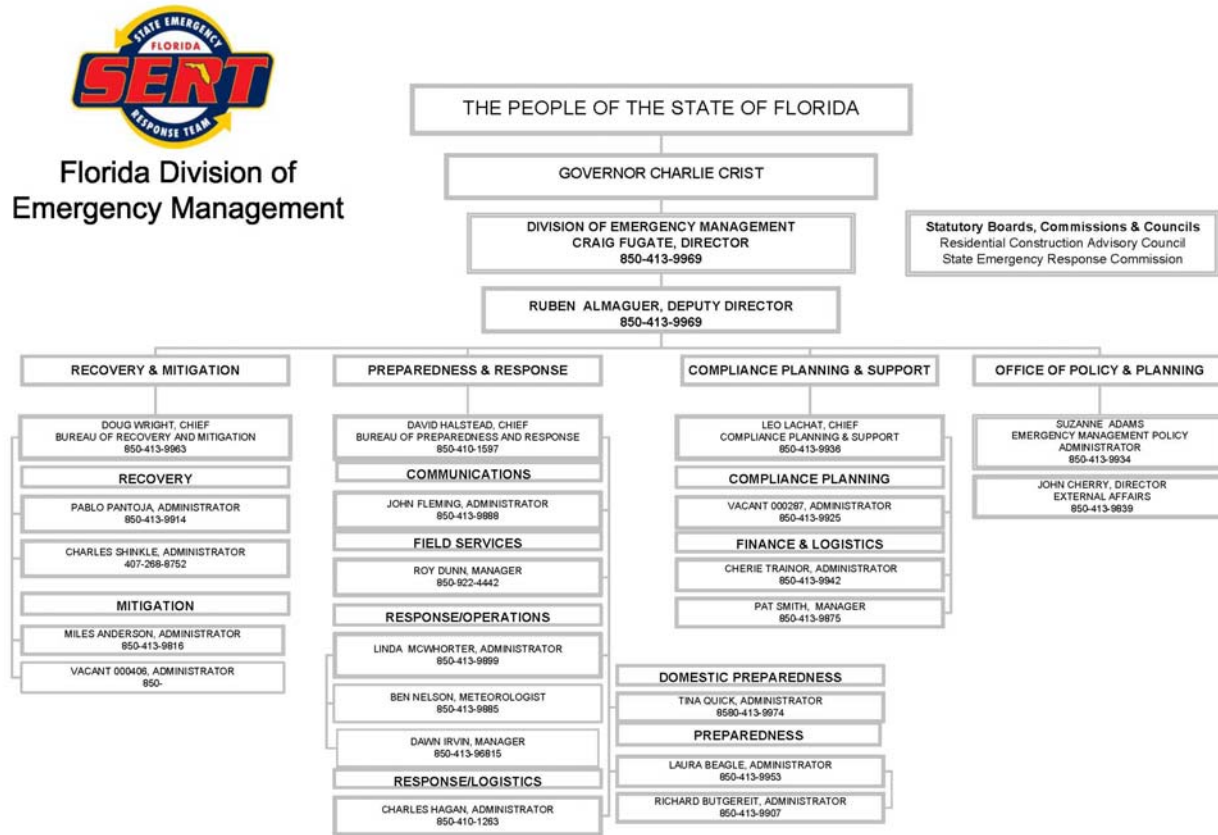 STATE EMERGENCY
FLORIDA
SERT
RESPONSE TEAM
Florida Division of
Emergency Management
THE PEOPLE OF THE STATE OF FLORIDA
GOVERNOR CHARLIE CRIST
DIVISION OF EMERGENCY MANAGEMENT
CRAIG FUGATE, DIRECTOR
850-413-9969
Statutory Boards, Commissions & Councils
Residential Construction Advisory Council
State Emergency Response Commission
RUBEN ALMAGUER, DEPUTY DIRECTOR
850-413-9969
RECOVERY & MITIGATION
DOUG WRIGHT, CHIEF
BUREAU OF RECOVERY AND MITIGATION
850-413-9963
RECOVERY
PABLO PANTOJA, ADMINISTRATOR
850-413-9914
CHARLES SHINKLE, ADMINISTRATOR
407-268-8752
MITIGATION
MILES ANDERSON, ADMINISTRATOR
850-413-9816
VACANT 000406, ADMINISTRATOR
850-
PREPAREDNESS & RESPONSE
DAVID HALSTEAD, CHIEF
BUREAU OF PREPAREDNESS AND RESPONSE
850-410-1597
COMMUNICATIONS
JOHN FLEMING, ADMINISTRATOR
850-413-9888
FIELD SERVICES
ROY DUNN, MANAGER
850-922-4442
RESPONSE/OPERATIONS
LINDA MCWHORTER, ADMINISTRATOR
850-413-9899
BEN NELSON, METEOROLOGIST
850-413-9885
DAWN IRVIN, MANAGER
850-413-96815
RESPONSE/LOGISTICS
CHARLES HAGAN, ADMINISTRATOR
850-410-1263
DOMESTIC PREPAREDNESS
TINA QUICK, ADMINISTRATOR
8580-413-9974
PREPAREDNESS
LAURA BEAGLE, ADMINISTRATOR
850-413-9953
RICHARD BUTGEREIT, ADMINISTRATOR
850-413-9907
COMPLIANCE PLANNING & SUPPORT
LEO LACHAT, CHIEF
COMPLIANCE PLANNING & SUPPORT
850-413-9936
COMPLIANCE PLANNING
VACANT 000287, ADMINISTRATOR
850-413-9925
FINANCE & LOGISTICS
CHERIE TRAINOR, ADMINISTRATOR
850-413-9942
PAT SMITH, MANAGER
850-413-9875
OFFICE OF POLICY & PLANNING
SUZANNE ADAMS
EMERGENCY MANAGEMENT POLICY
ADMINISTRATOR
850-413-9934
JOHN CHERRY, DIRECTOR
EXTERNAL AFFAIRS
850-413-9839